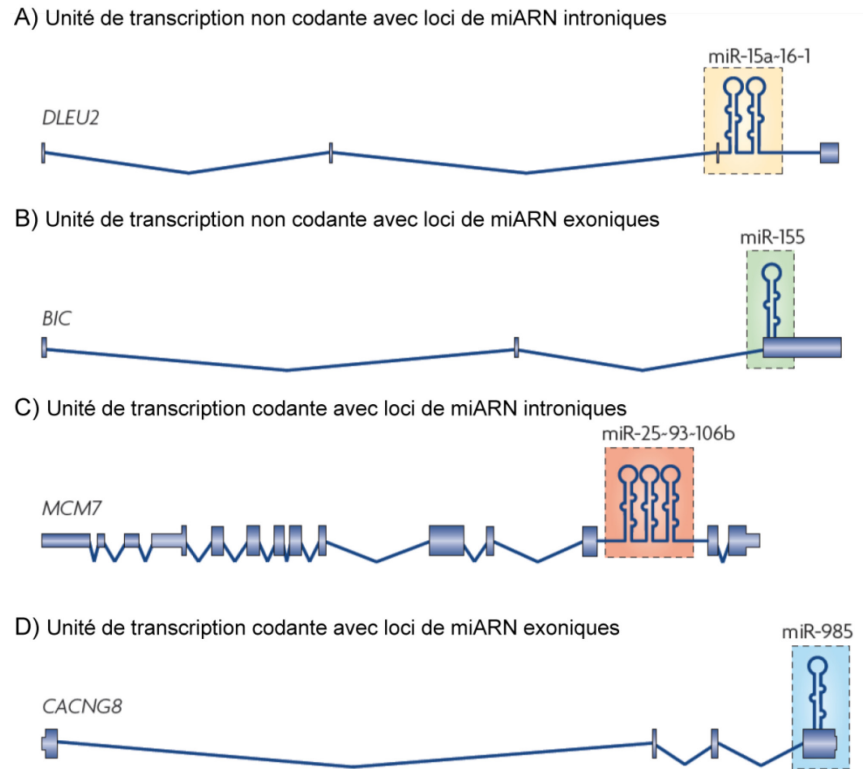 A) Unité de transcription non codante avec loci de miARN introniques
miR-15a-16-1
DLEU2
B) Unité de transcription non codante avec loci de miARN exoniques
miR-155
BIC
C) Unité de transcription codante avec loci de miARN introniques
miR-25-93-106b
MCM7
D) Unité de transcription codante avec loci de miARN exoniques
miR-985
CACNG8